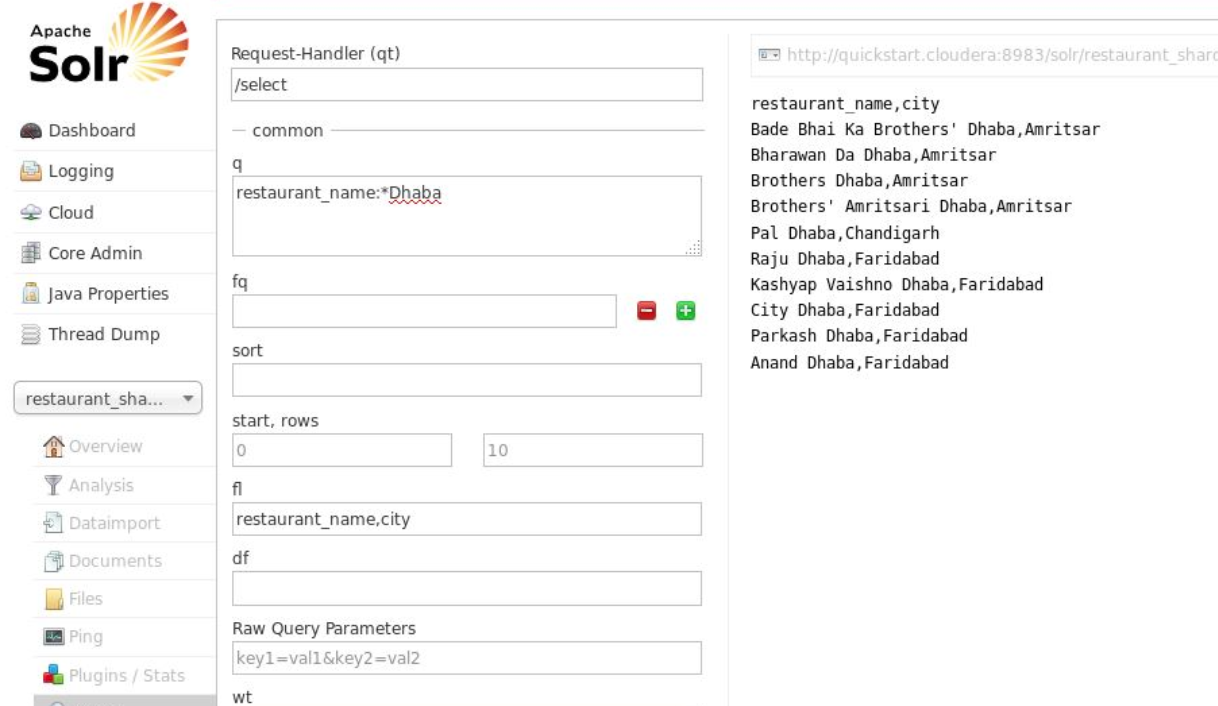 Apache
Solr
Dashboard
Logging
Cloud
Core Admin
Java Properties
Thread Dump
restaurant_sha...
Overview
Analysis
Dataimport
Documents
Files
Ping
Plugins / Stats
Request-Handler (qt)
/select
common
q
restaurant_name:*Dhaba
fq
sort
start, rows
0
10
fl
restaurant_name,city
df
Raw Query Parameters
key1=val1&key2=val2
wt
http://quickstart.cloudera:8983/solr/restaurant_shard
restaurant_name,city
Bade Bhai Ka Brothers' Dhaba,Amritsar
Bharawan Da Dhaba,Amritsar
Brothers Dhaba,Amritsar
Brothers' Amritsari Dhaba,Amritsar
Pal Dhaba,Chandigarh
Raju Dhaba,Faridabad
Kashyap Vaishno Dhaba,Faridabad
City Dhaba,Faridabad
Parkash Dhaba,Faridabad
Anand Dhaba,Faridabad